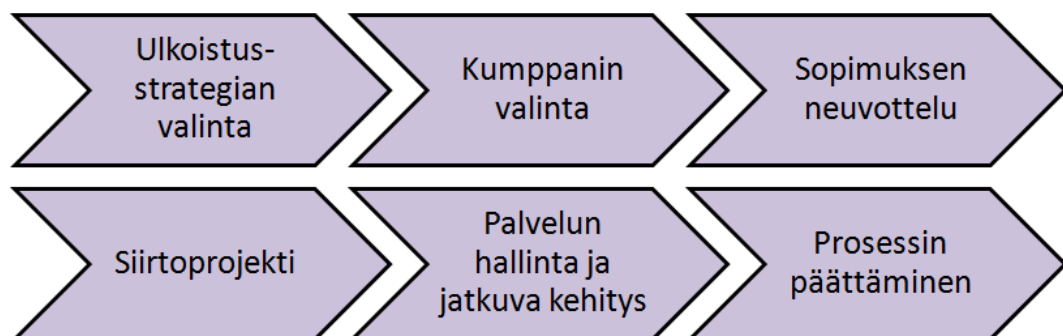 Ulkoistus-
strategian
valinta
Kumppanin
valinta
Sopimuksen
neuvottelu
Siirtoprojekti
Palvelun
hallinta ja
jatkuva kehitys
Prosessin
päättäminen